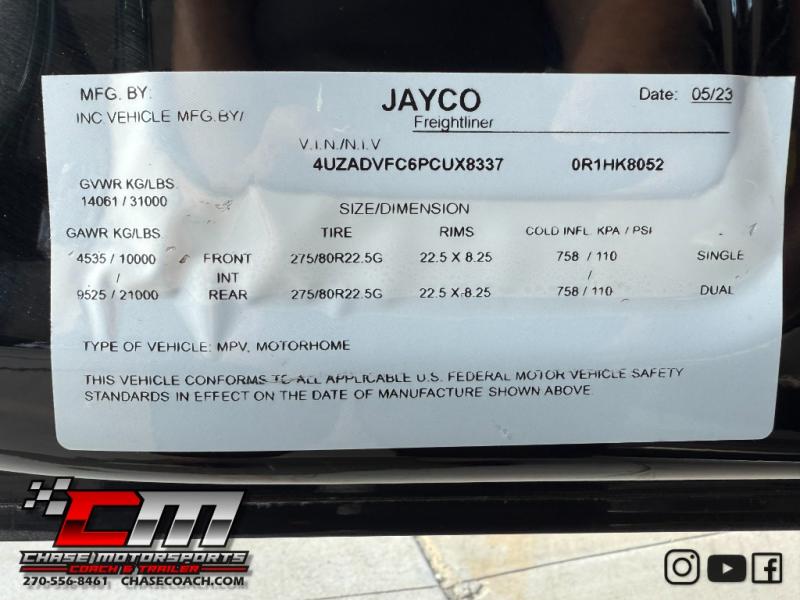 MFG. BY: JAYCO Date: 05/23
INC.VEHICLE MFG.BY/ Freightliner
V.I.N./N.I.V
4UZADVFC6PCUX8337 0R1HK8052
GVWR KG/LBS
14061 / 31000
SIZE/DIMENSION
GAWR KG/LBS TIRE RIMS COLD INFL. KPA / PSI
4535 / 10000 FRONT 275/80R22.5G 22.5 X 8.25 758 / 110 SINGLE
/ INT /
9525 / 21000 REAR 275/80R22.5G 22.5 X 8.25 758 / 110 DUAL
TYPE OF VEHICLE: MPV, MOTORHOME
THIS VEHICLE CONFORMS TO ALL APPLICABLE U.S. FEDERAL MOTOR VEHICLE SAFETY
STANDARDS IN EFFECT ON THE DATE OF MANUFACTURE SHOWN ABOVE.
CM
CHASE MOTORSPORTS
COACH & TRAILER
270-556-8461 CHASECOACH.COM